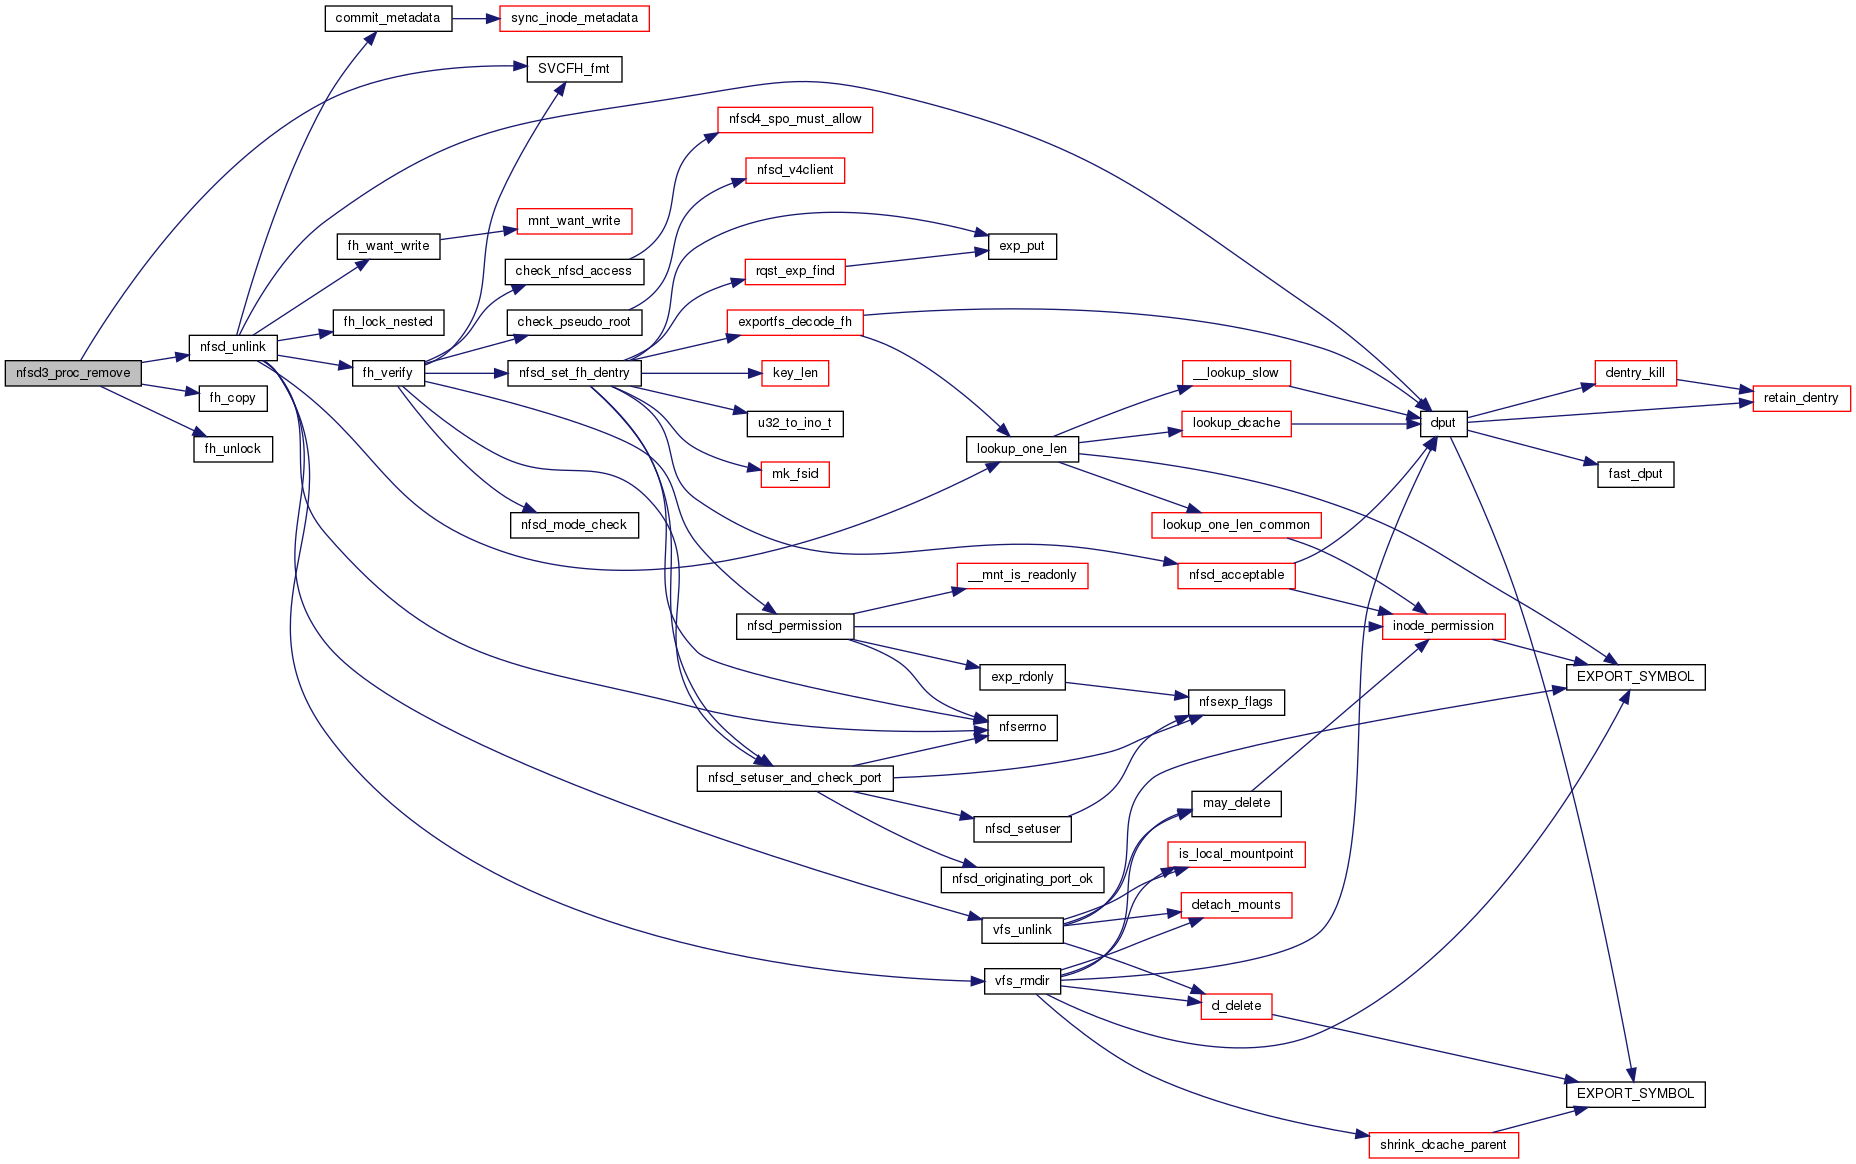 commit_metadata
sync_inode_metadata
SVCFH_fmt
nfsd4_spo_must_allow
nfsd_v4client
mnt_want_write
fh_want_write
exp_put
check_nfsd_access
rqst_exp_find
fh_lock_nested
check_pseudo_root
exportfs_decode_fh
nfsd_unlink
nfsd3_proc_remove
fh_verify
nfsd_set_fh_dentry
key_len
__lookup_slow
dentry_kill
retain_dentry
fh_copy
u32_to_ino_t
lookup_dcache
dput
fh_unlock
lookup_one_len
mk_fsid
fast_dput
nfsd_mode_check
lookup_one_len_common
__mnt_is_readonly
nfsd_acceptable
nfsd_permission
inode_permission
exp_rdonly
EXPORT_SYMBOL
nfsexp_flags
nfserrno
nfsd_setuser_and_check_port
may_delete
nfsd_setuser
is_local_mountpoint
nfsd_originating_port_ok
detach_mounts
vfs_unlink
vfs_rmdir
d_delete
EXPORT_SYMBOL
shrink_dcache_parent